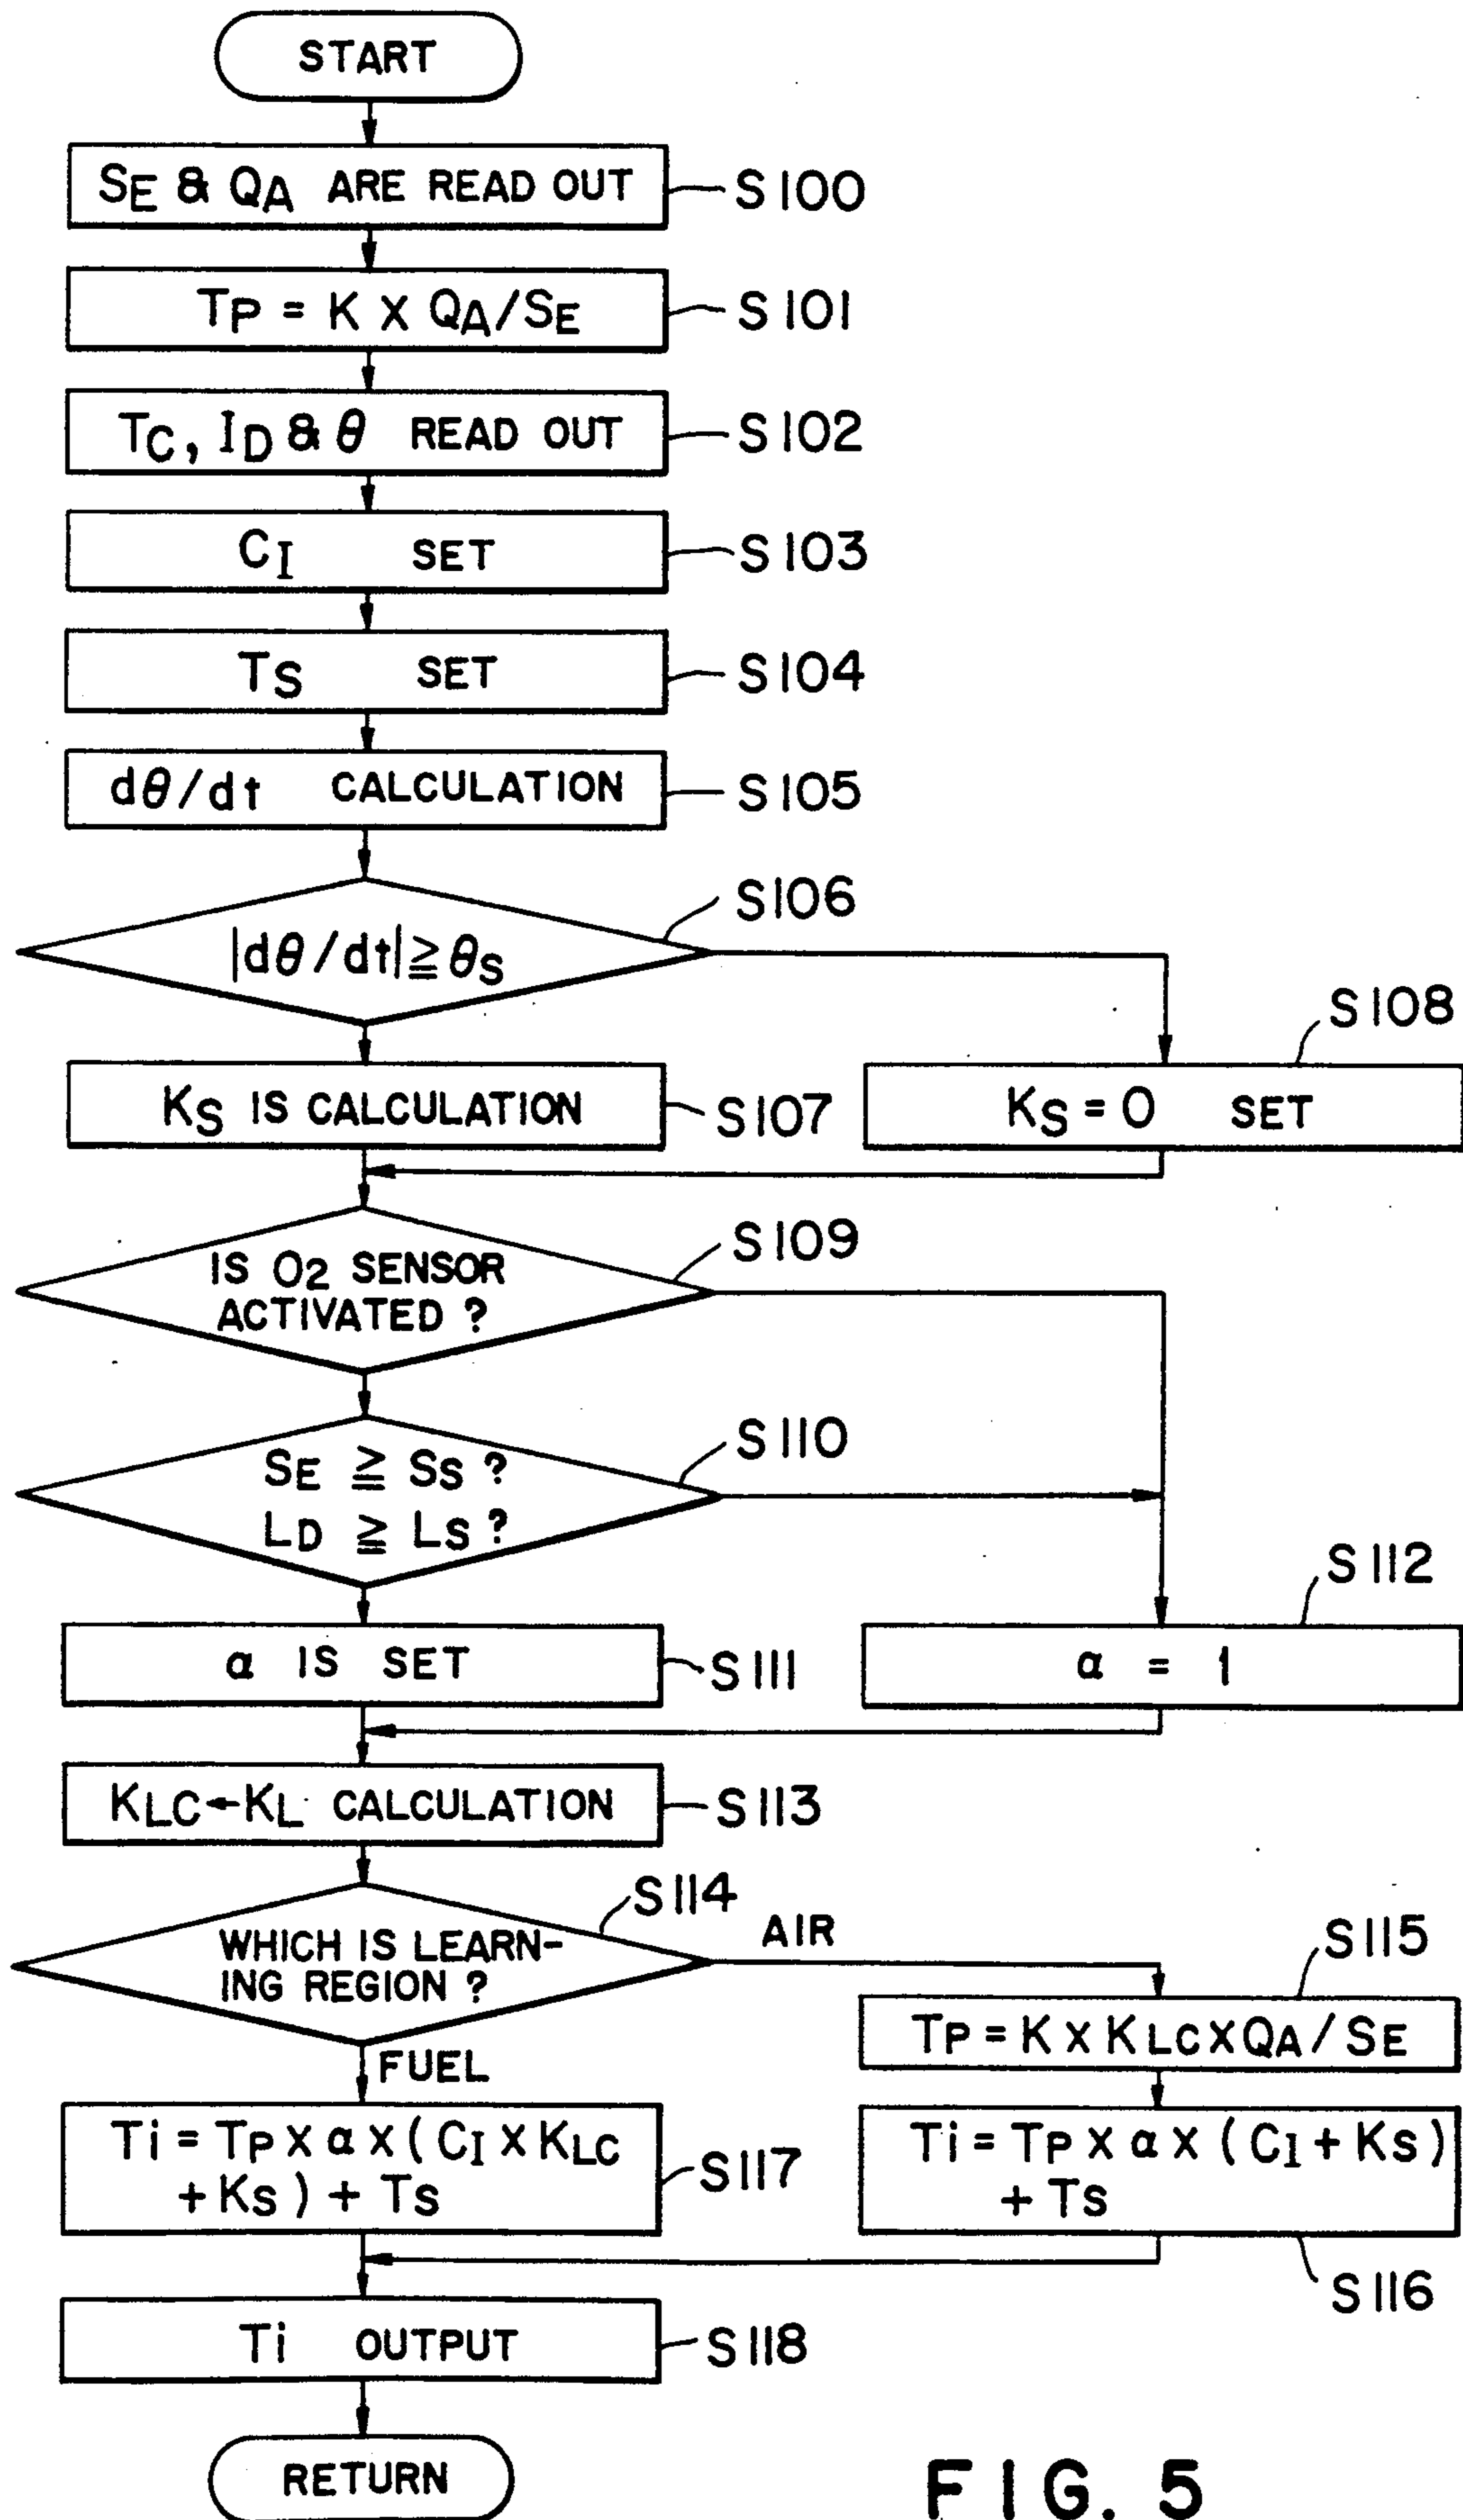 START
SE & QA ARE READ OUT
S100
TP = K X QA/SE
S101
TC, ID & θ READ OUT
S102
CI SET
S103
TS SET
S104
dθ/dt CALCULATION
S105
S106
|dθ/dt| ≧ θS
S108
KS IS CALCULATION
S107
KS = 0 SET
S109
IS O2 SENSOR
ACTIVATED ?
S110
SE ≧ SS ?
LD ≧ LS ?
S112
α IS SET
S111
α = 1
KLC←KL CALCULATION
S113
S114
AIR
WHICH IS LEARN-
ING REGION ?
S115
TP = K X KLC X QA / SE
FUEL
Ti = TP X α X ( CI X KLC
+ KS ) + TS
S117
Ti = TP X α X ( CI + KS )
+ TS
S116
Ti OUTPUT
S118
RETURN
FIG. 5